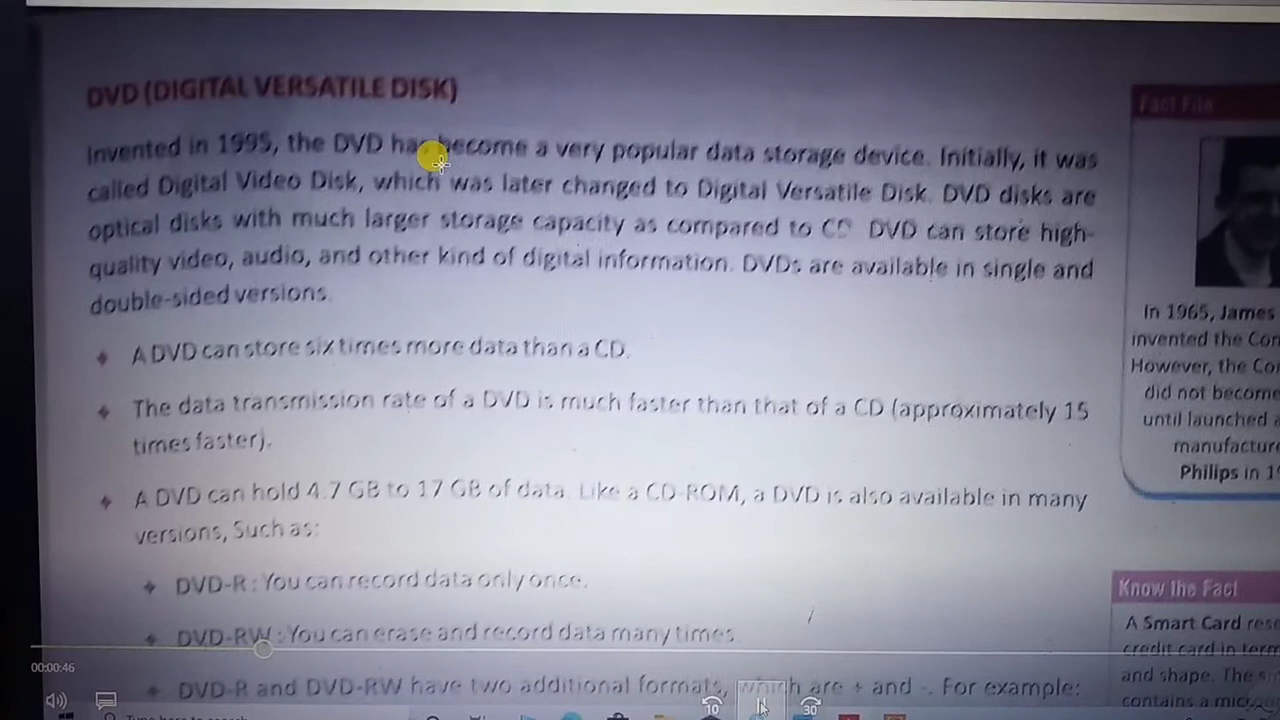 DVD (DIGITAL VERSATILE DISK)
Invented in 1995, the DVD has become a very popular data storage device. Initially, it was
called Digital Video Disk, which was later changed to Digital Versatile Disk. DVD disks are
optical disks with much larger storage capacity as compared to CD DVD can store high-
quality video, audio, and other kind of digital information. DVDs are available in single and
double-sided versions.
A DVD can store six times more data than a CD.
The data transmission rate of a DVD is much faster than that of a CD (approximately 15
times faster).
A DVD can hold 4.7 GB to 17 GB of data. Like a CD-ROM, a DVD is also available in many
versions, Such as:
DVD-R : You can record data only once.
DVD-RW : You can erase and record data many times
DVD-R and DVD-RW have two additional formats, which are + and -. For example:
Fact File
In 1965, James
invented the
However, the
did not become
until launched
Philips in
Know the Fact
A Smart Card
credit card in
and shape. The
contains a
00:00:46
10
30